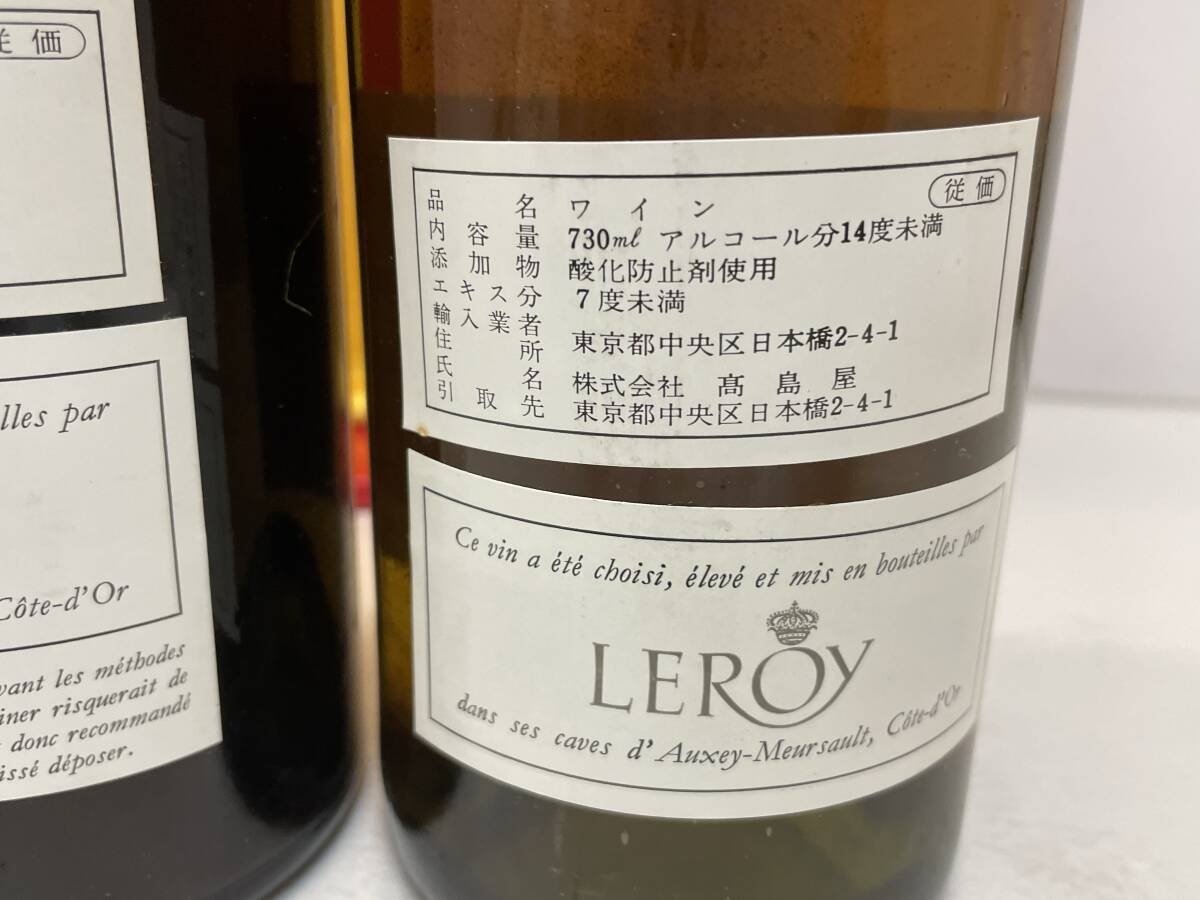 従価
lles par
Côte-d'Or
vant les méthodes
iner risquerait de
donc recommandé
issé déposer.
従価
品名 ワイン
内容量 730ml アルコール分14度未満
添加物 酸化防止剤使用
エキス分 7度未満
輸入業者
住所 東京都中央区日本橋2-4-1
氏名 株式会社 髙島屋
引取先 東京都中央区日本橋2-4-1
Ce vin a été choisi, élevé et mis en bouteilles par
LEROY
dans ses caves d'Auxey-Meursault, Côte-d'Or